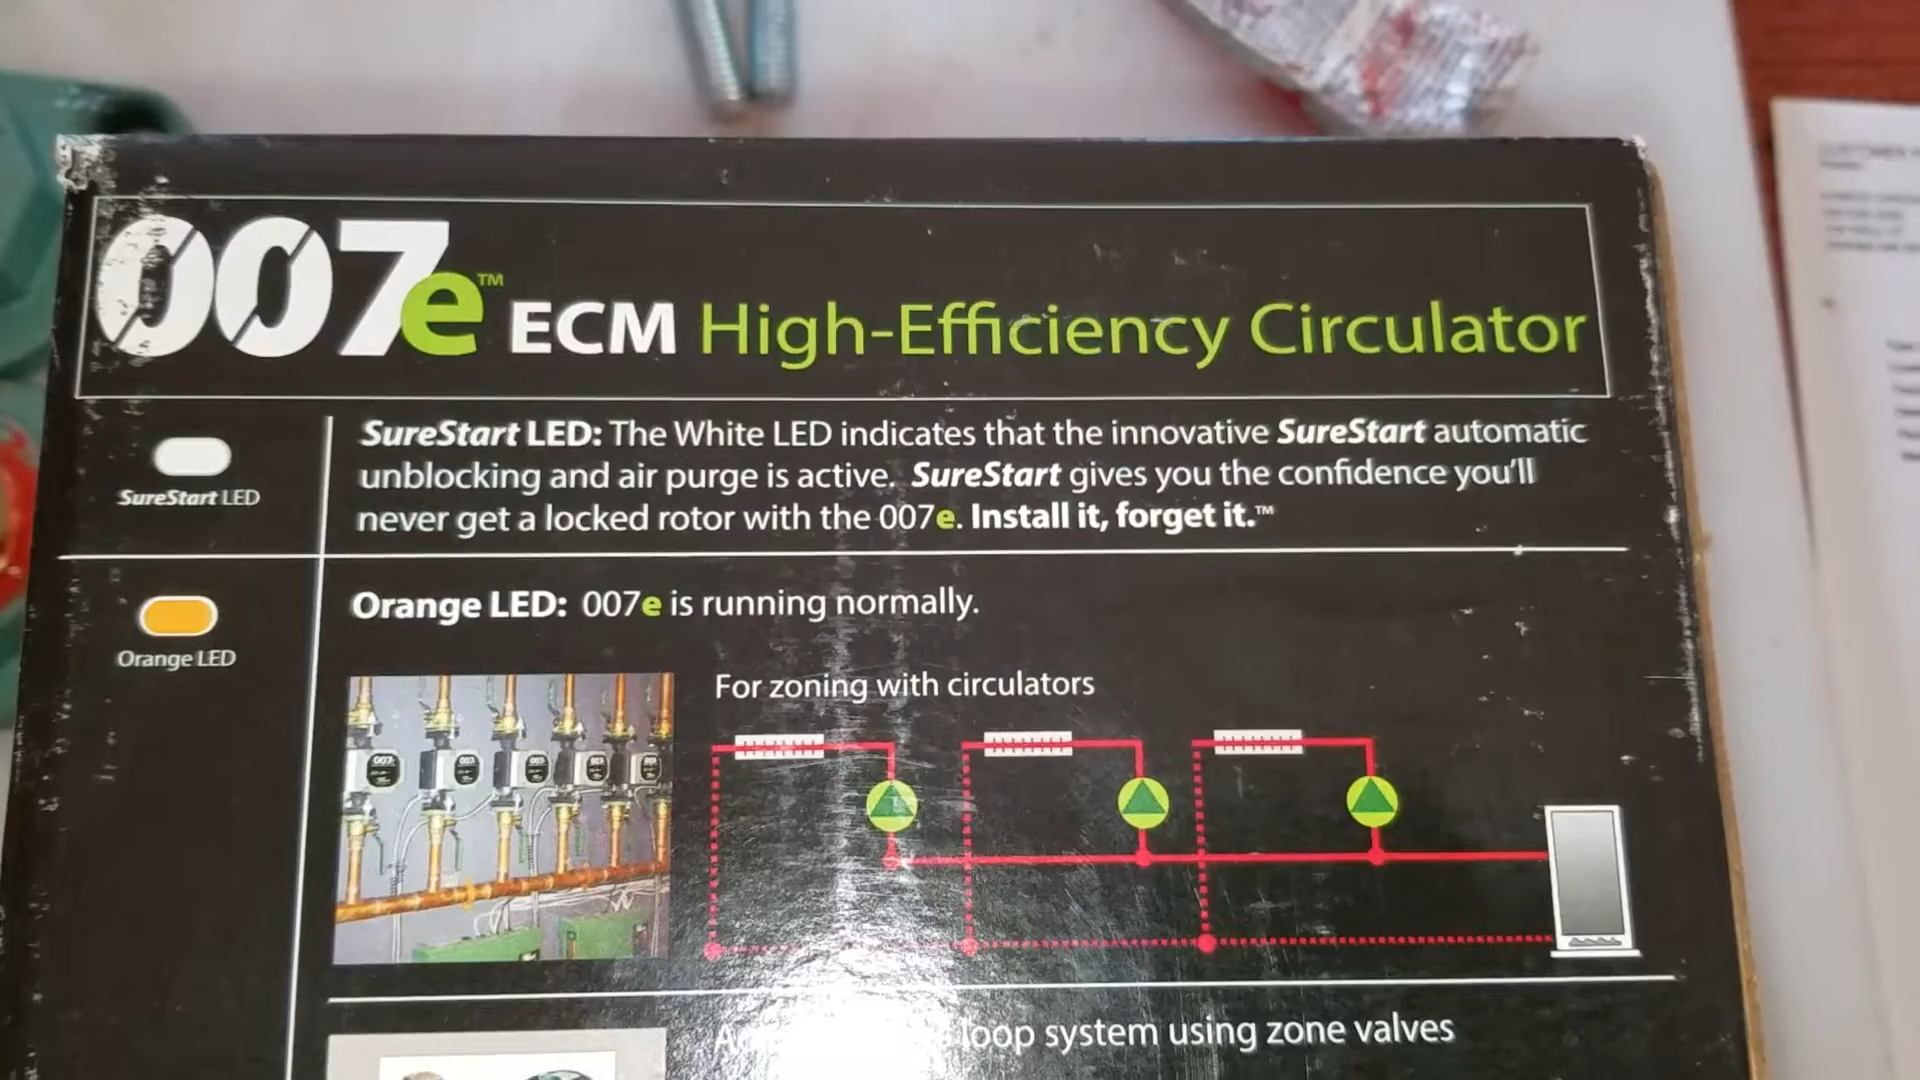 007e™ ECM High-Efficiency Circulator
SureStart LED
SureStart LED: The White LED indicates that the innovative SureStart automatic
unblocking and air purge is active. SureStart gives you the confidence you'll
never get a locked rotor with the 007e. Install it, forget it.™
Orange LED
Orange LED: 007e is running normally.
For zoning with circulators
loop system using zone valves